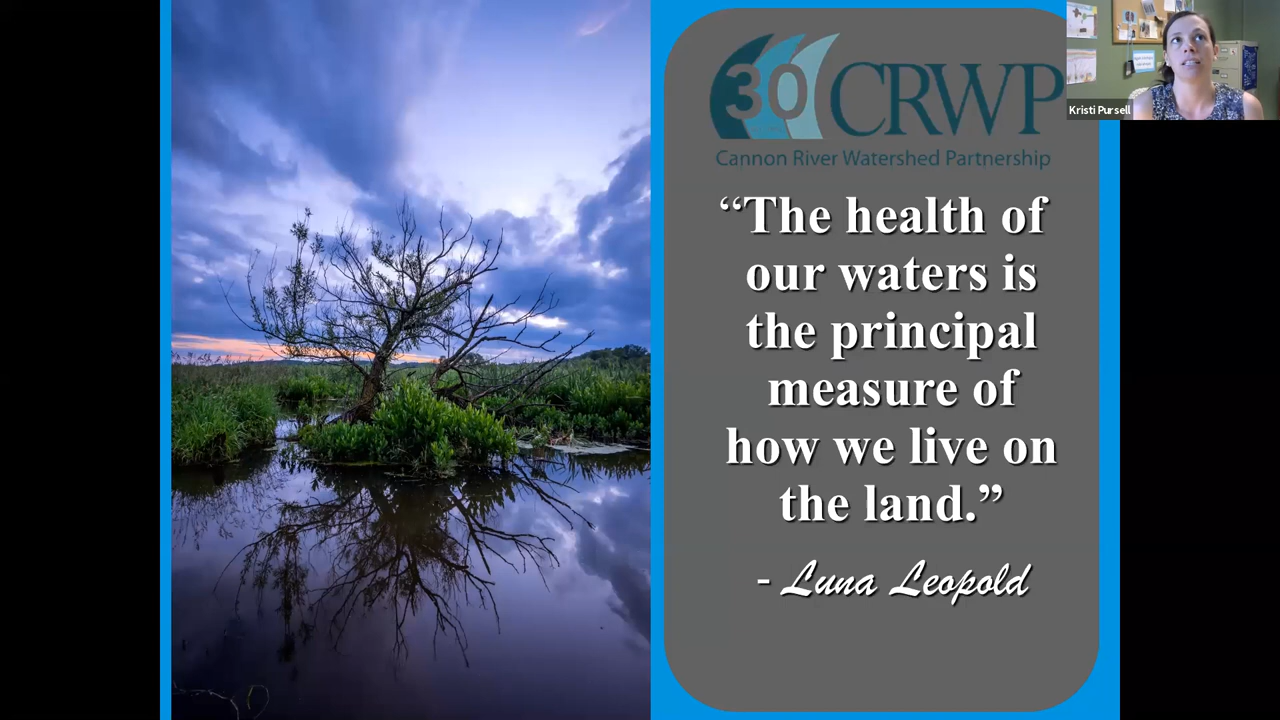 30 CRWP
Cannon River Watershed Partnership
“The health of
our waters is
the principal
measure of
how we live on
the land.”
- Luna Leopold
Kristi Pursell